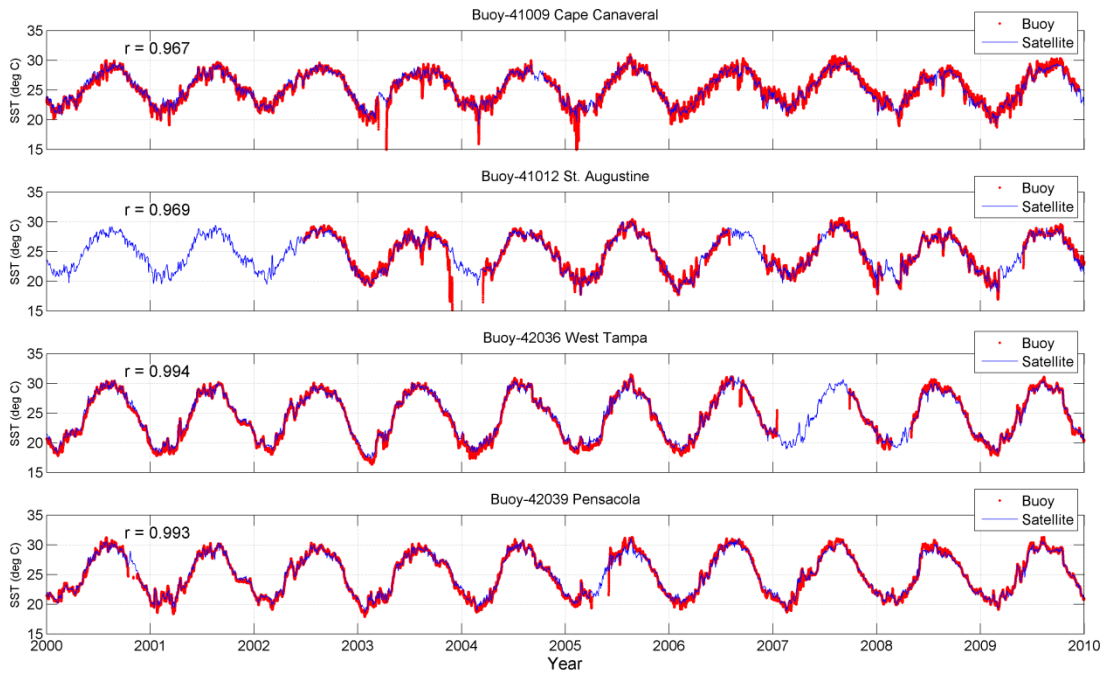 Buoy-41009 Cape Canaveral
35
30
25
20
15
SST (deg C)
r = 0.967
Buoy
Satellite
Buoy-41012 St. Augustine
35
30
25
20
15
SST (deg C)
r = 0.969
Buoy
Satellite
Buoy-42036 West Tampa
35
30
25
20
15
SST (deg C)
r = 0.994
Buoy
Satellite
Buoy-42039 Pensacola
35
30
25
20
15
SST (deg C)
r = 0.993
Buoy
Satellite
2000 2001 2002 2003 2004 2005 2006 2007 2008 2009 2010
Year